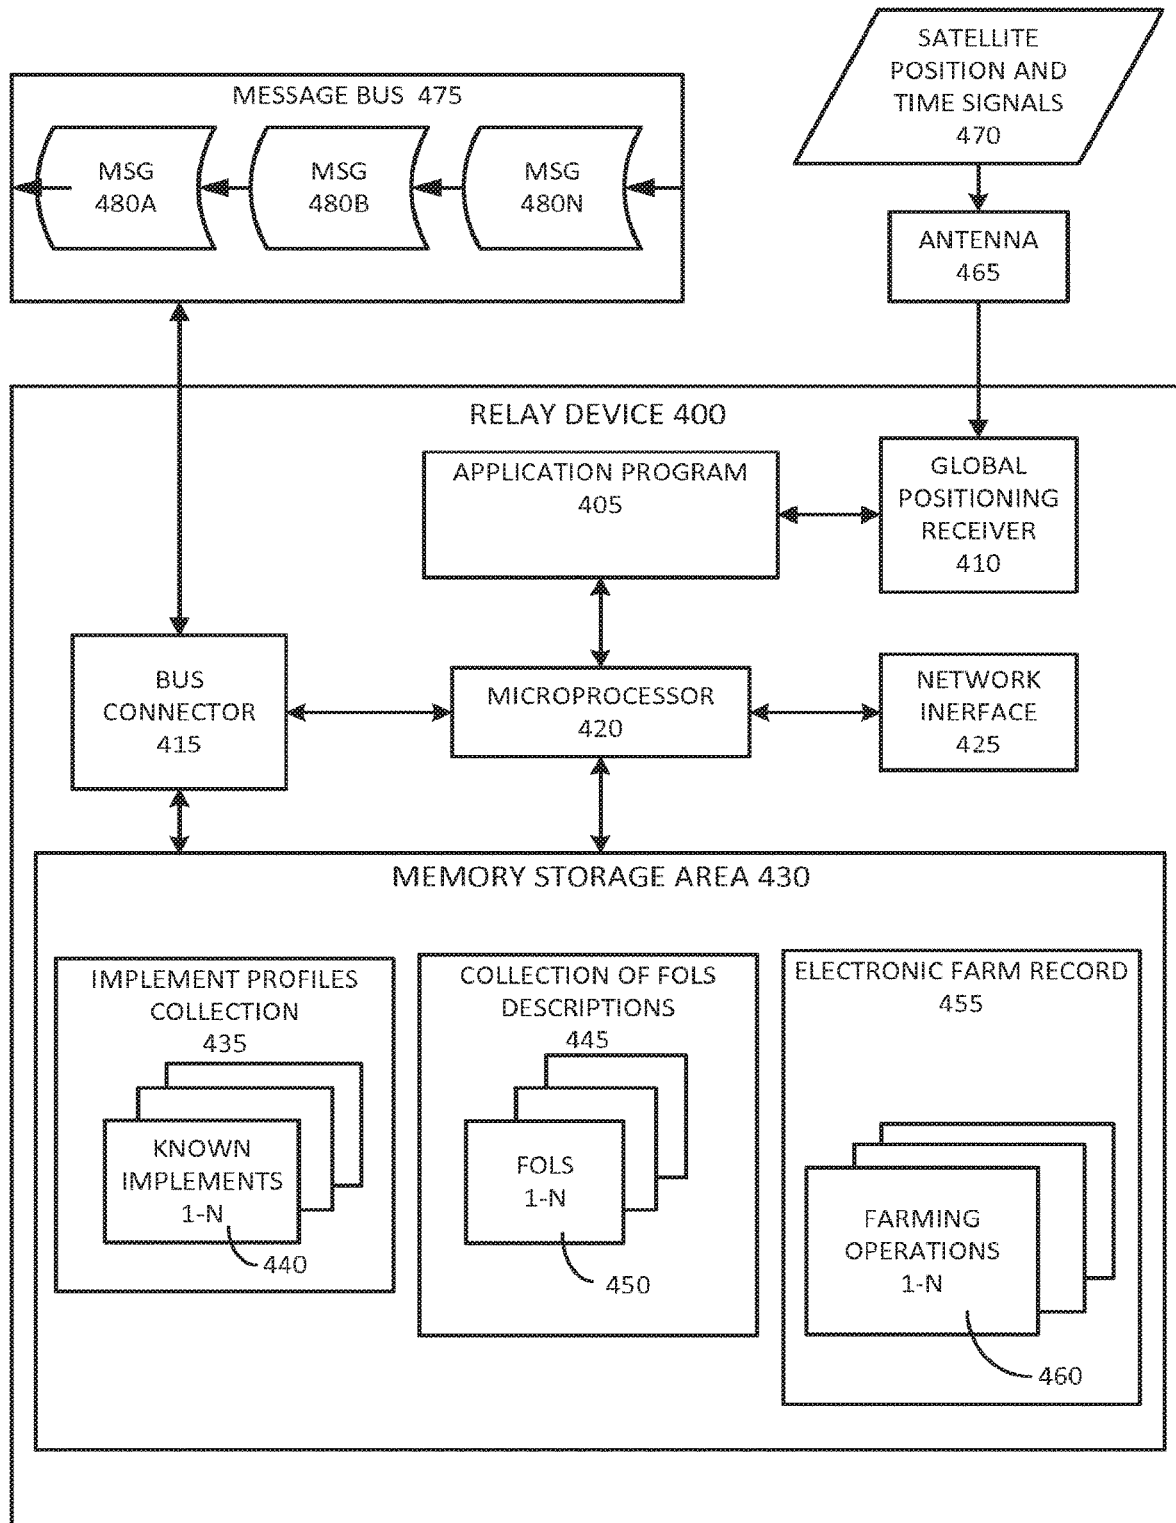 SATELLITE
POSITION AND
TIME SIGNALS
470
MESSAGE BUS 475
MSG
480A
MSG
480B
MSG
480N
ANTENNA
465
RELAY DEVICE 400
APPLICATION PROGRAM
405
GLOBAL
POSITIONING
RECEIVER
410
BUS
CONNECTOR
415
MICROPROCESSOR
420
NETWORK
INERFACE
425
MEMORY STORAGE AREA 430
IMPLEMENT PROFILES
COLLECTION
435
KNOWN
IMPLEMENTS
1-N
440
COLLECTION OF FOLS
DESCRIPTIONS
445
FOLS
1-N
450
ELECTRONIC FARM RECORD
455
FARMING
OPERATIONS
1-N
460